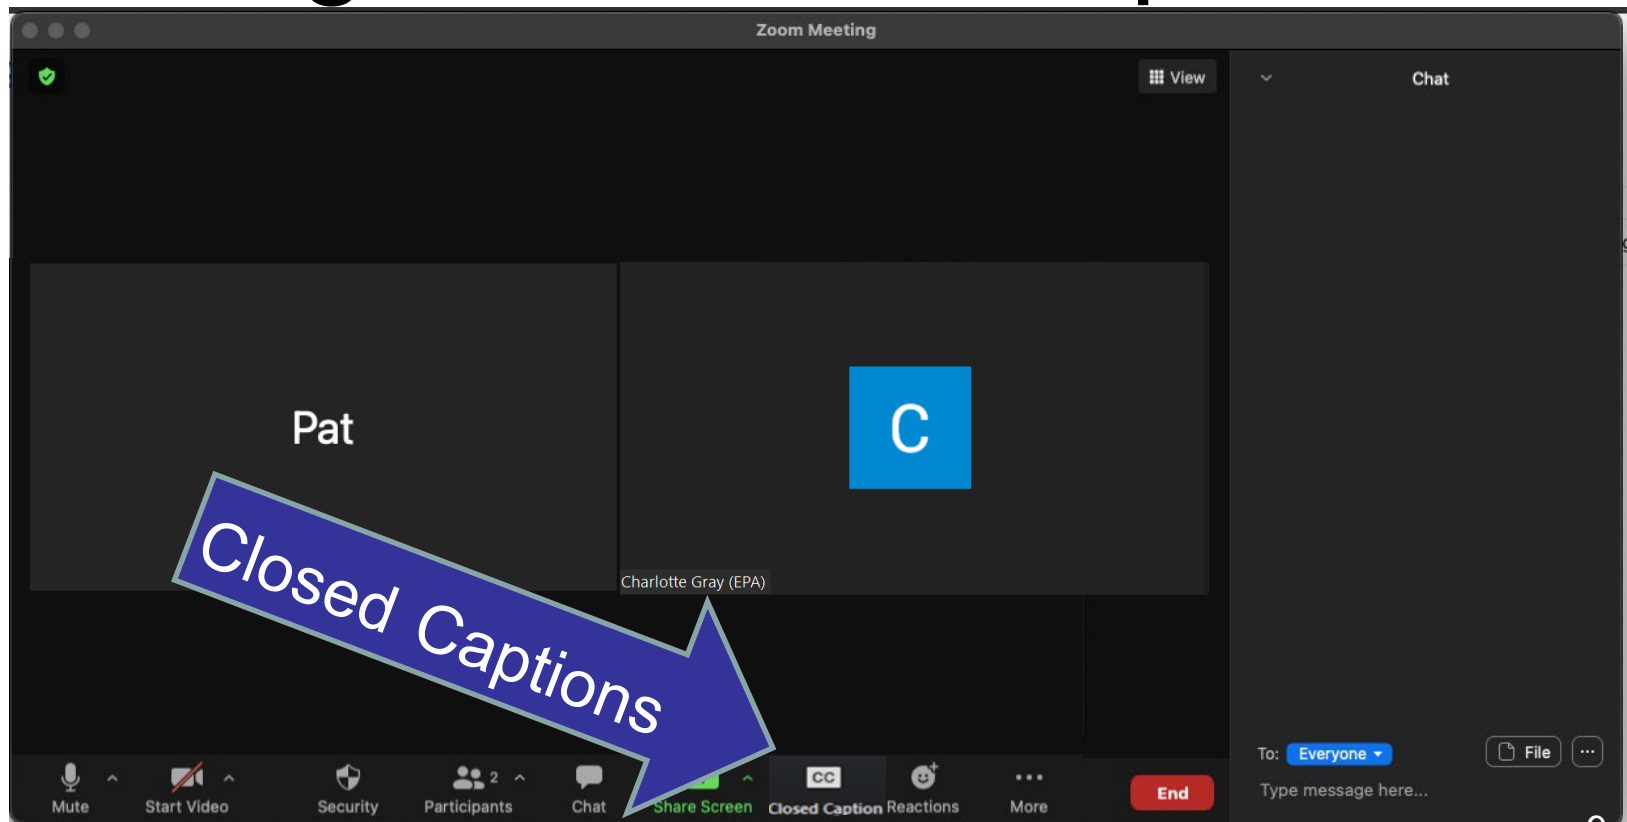 Zoom Meeting
View
Chat
Pat
C
Charlotte Gray (EPA)
Closed Captions
To: Everyone
File
Type message here...
Mute
Start Video
Security
2
Participants
Chat
Share Screen
CC
Closed Caption
Reactions
More
End